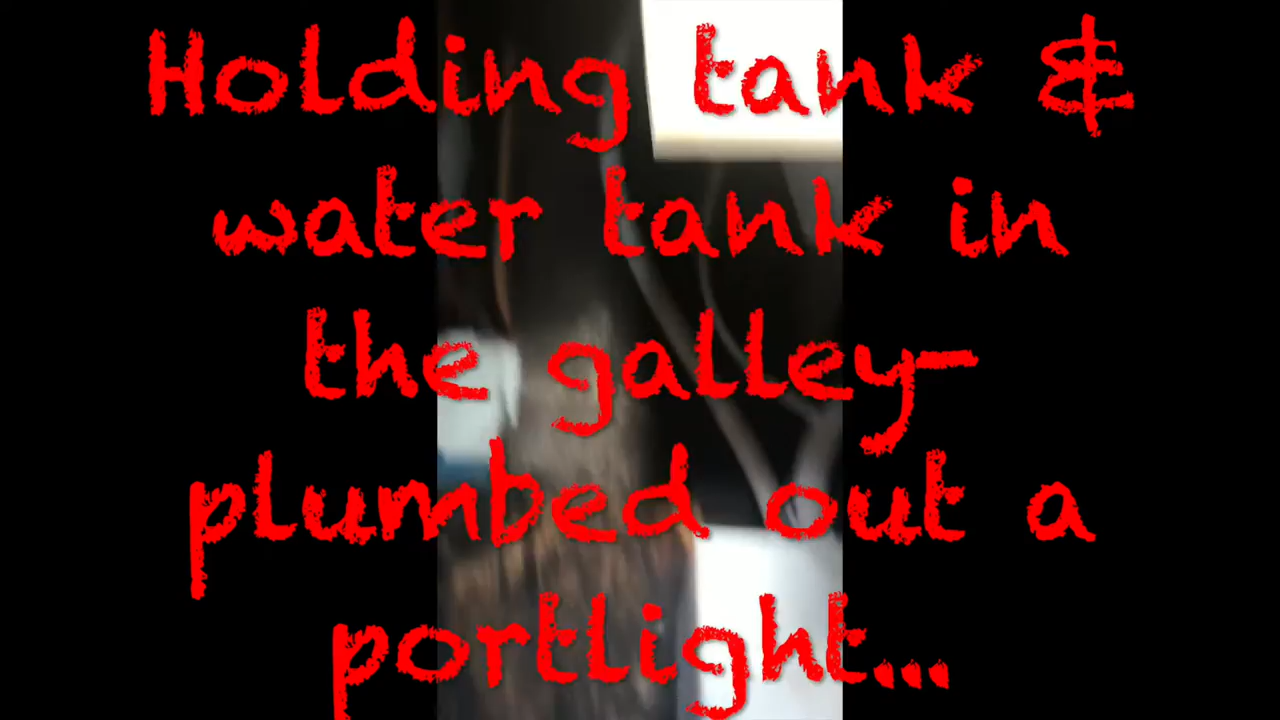 Holding tank &
water tank in
the galley-
plumbed out a
portlight...